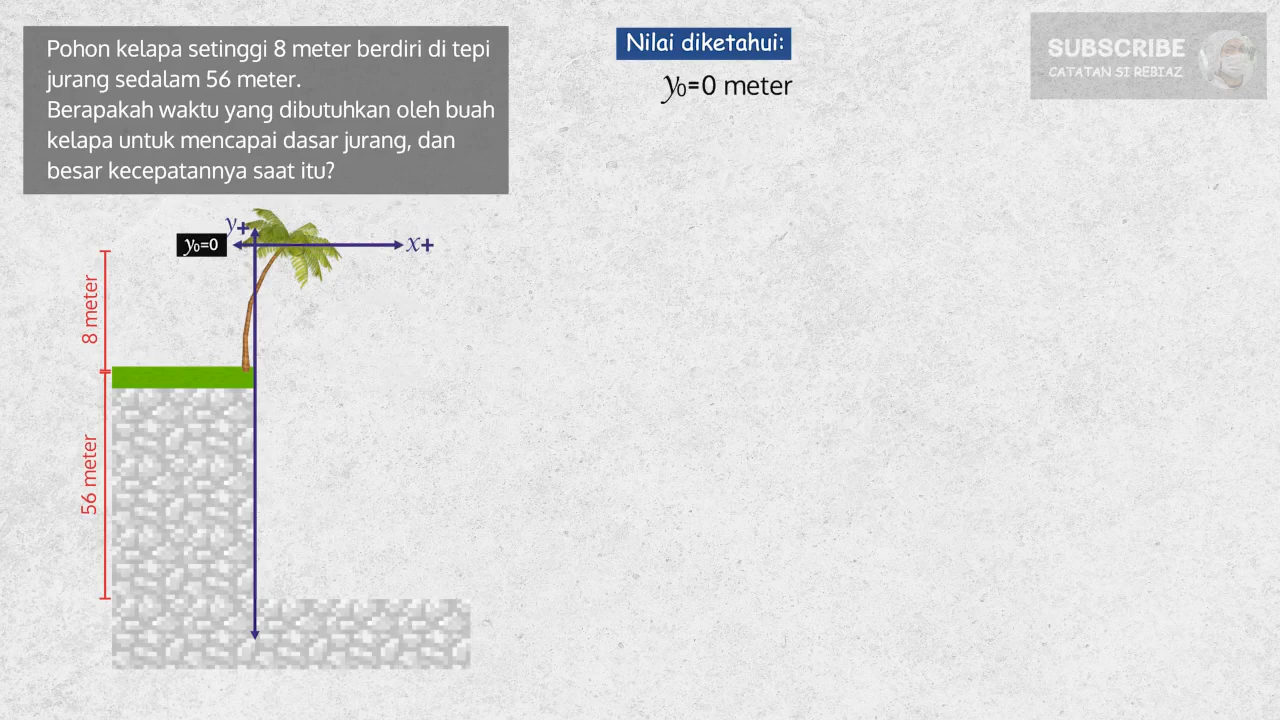 Pohon kelapa setinggi 8 meter berdiri di tepi
jurang sedalam 56 meter.
Berapakah waktu yang dibutuhkan oleh buah
kelapa untuk mencapai dasar jurang, dan
besar kecepatannya saat itu?
Nilai diketahui:
y₀=0 meter
SUBSCRIBE
CATATAN SI REBIAZ
y+
y₀=0
x+
8 meter
56 meter